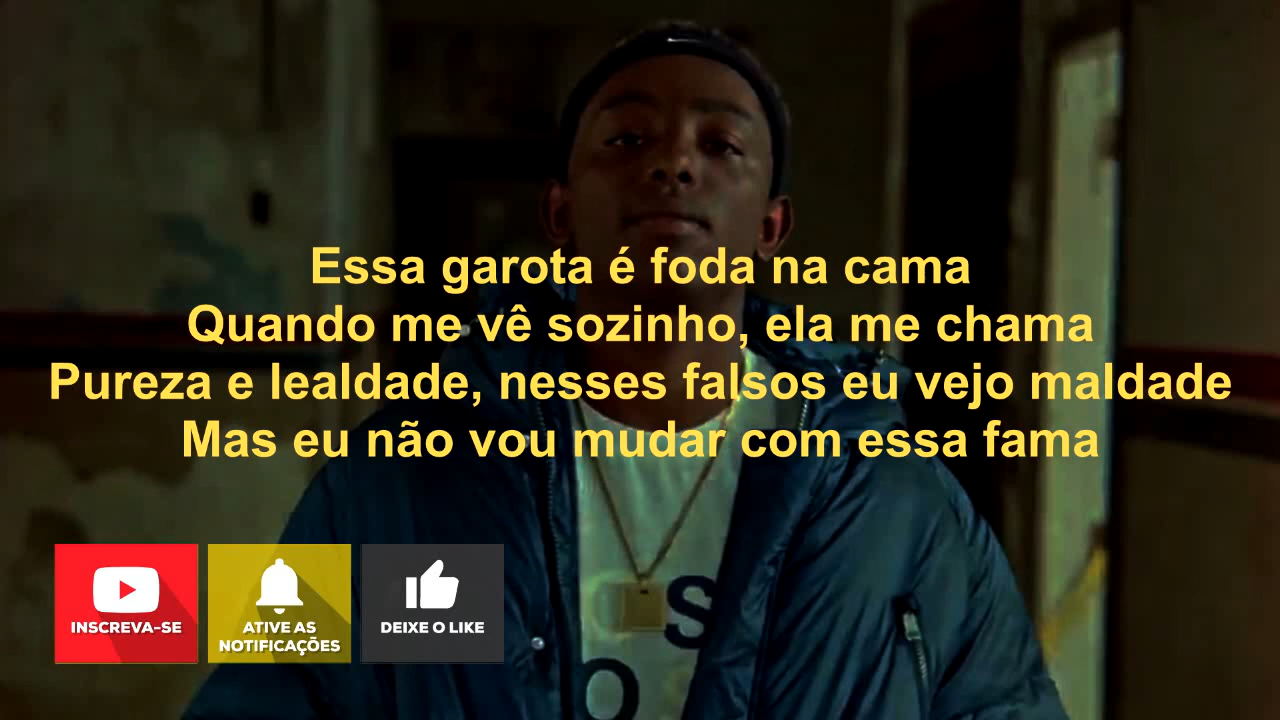 Essa garota é foda na cama
Quando me vê sozinho, ela me chama
Pureza e lealdade, nesses falsos eu vejo maldade
Mas eu não vou mudar com essa fama
INSCREVA-SE
ATIVE AS
NOTIFICAÇÕES
DEIXE O LIKE